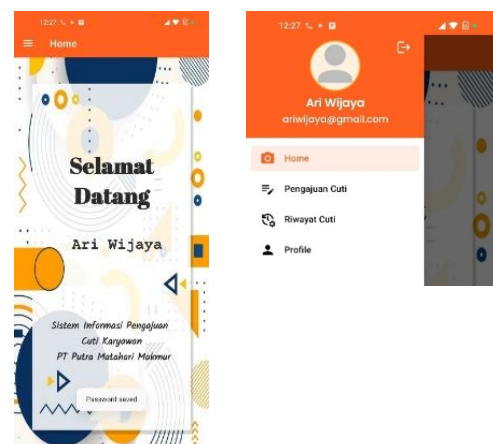 12:27
Home
Selamat
Datang
Ari Wijaya
Sistem Informasi Pengajuan
Cuti Karyawan
PT Putra Matahari Makmur
Password saved
12:27
Ari Wijaya
ariwijaya@gmail.com
Home
Pengajuan Cuti
Riwayat Cuti
Profile